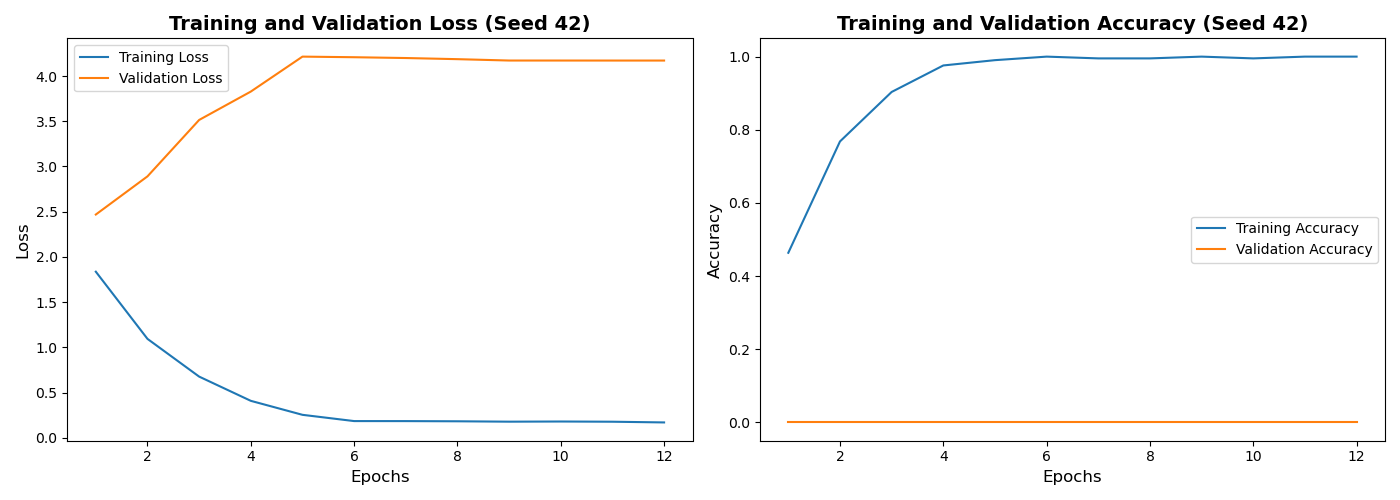 Training and Validation Loss (Seed 42)
Training Loss
Validation Loss
4.0
3.5
3.0
2.5
2.0
1.5
1.0
0.5
0.0
Loss
2 4 6 8 10 12
Epochs
Training and Validation Accuracy (Seed 42)
1.0
0.8
0.6
0.4
0.2
0.0
Accuracy
Training Accuracy
Validation Accuracy
2 4 6 8 10 12
Epochs